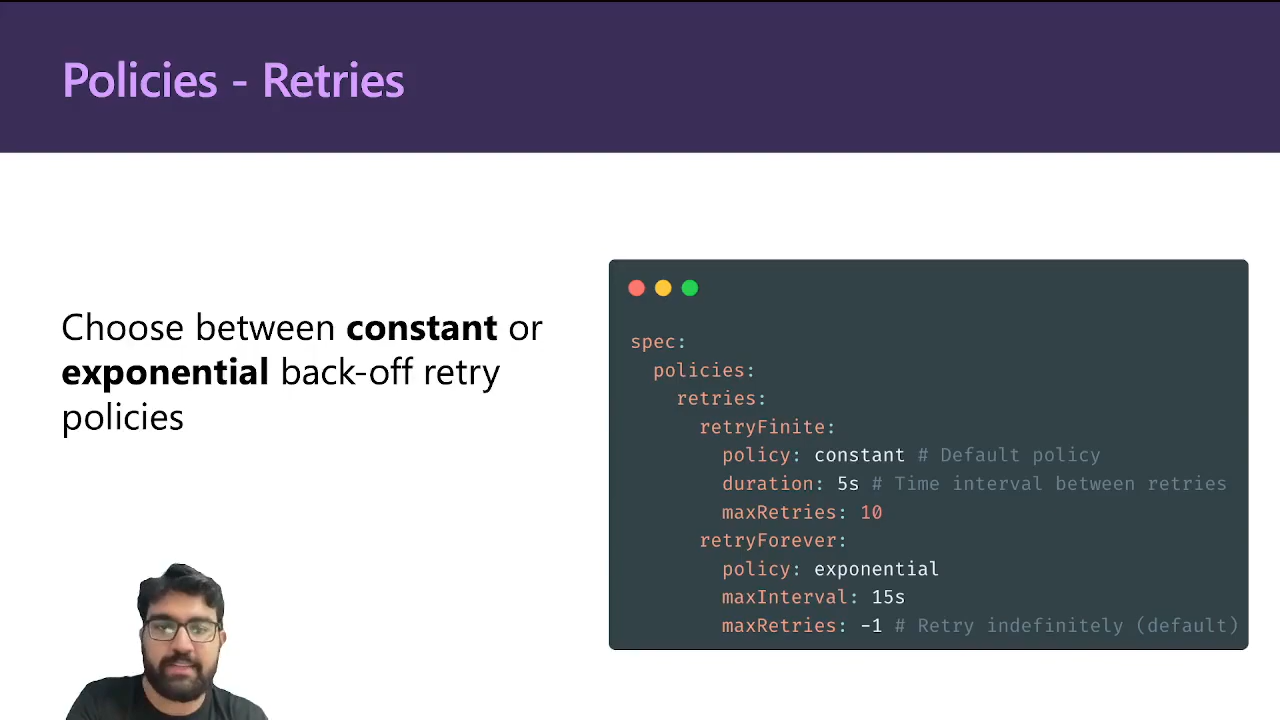 Policies - Retries
Choose between constant or
exponential back-off retry
policies
spec:
policies:
retries:
retryFinite:
policy: constant # Default policy
duration: 5s # Time interval between retries
maxRetries: 10
retryForever:
policy: exponential
maxInterval: 15s
maxRetries: -1 # Retry indefinitely (default)